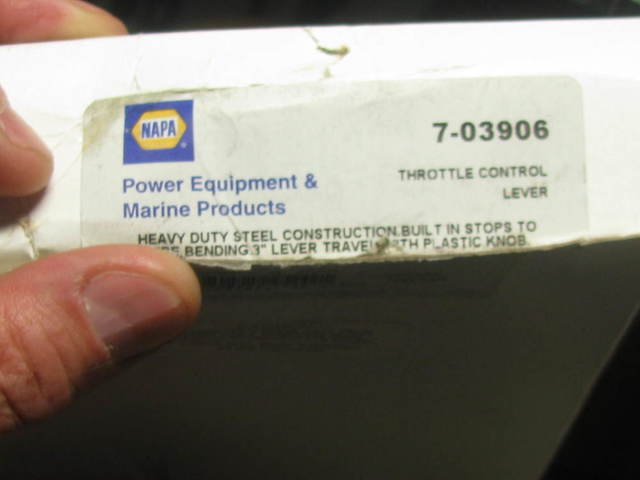 NAPA
7-03906
THROTTLE CONTROL
LEVER
Power Equipment &
Marine Products
HEAVY DUTY STEEL CONSTRUCTION.BUILT IN STOPS TO
BENDING.3" LEVER TRAVEL WITH PLASTIC KNOB.